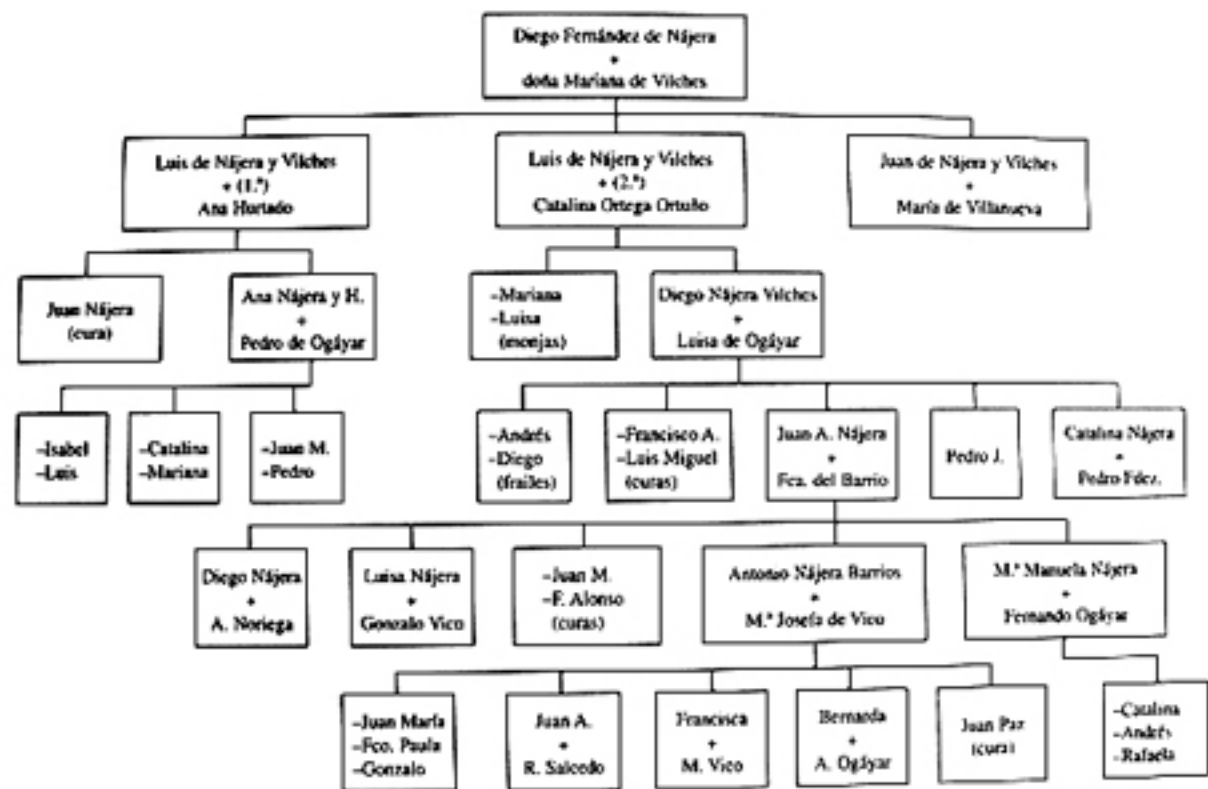 Diego Fernández de Nájera
+
doña Mariana de Vilches
Luis de Nájera y Vilches
+ (1.ª)
Ana Hurtado
Luis de Nájera y Vilches
+ (2.ª)
Catalina Ortega Ortuño
Juan de Nájera y Vilches
+
María de Villanueva
Juan Nájera
(cura)
Ana Nájera y H.
+
Pedro de Ogáyar
–Mariana
–Luisa
(monjas)
Diego Nájera Vilches
+
Luisa de Ogáyar
–Isabel
–Luis
–Catalina
–Mariana
–Juan M.
–Pedro
–Andrés
–Diego
(frailes)
–Francisco A.
–Luis Miguel
(curas)
Juan A. Nájera
+
Fca. del Barrio
Pedro J.
Catalina Nájera
+
Pedro Fdez.
Diego Nájera
+
A. Noriega
Luisa Nájera
+
Gonzalo Vico
–Juan M.
–F. Alonso
(curas)
Antonso Nájera Barrios
+
M.ª Josefa de Vico
M.ª Manuela Nájera
+
Fernando Ogáyar
–Juan María
–Fco. Paula
–Gonzalo
Juan A.
+
R. Salcedo
Francisca
+
M. Vico
Bernarda
+
A. Ogáyar
Juan Paz
(cura)
–Catalina
–Andrés
–Rafaela